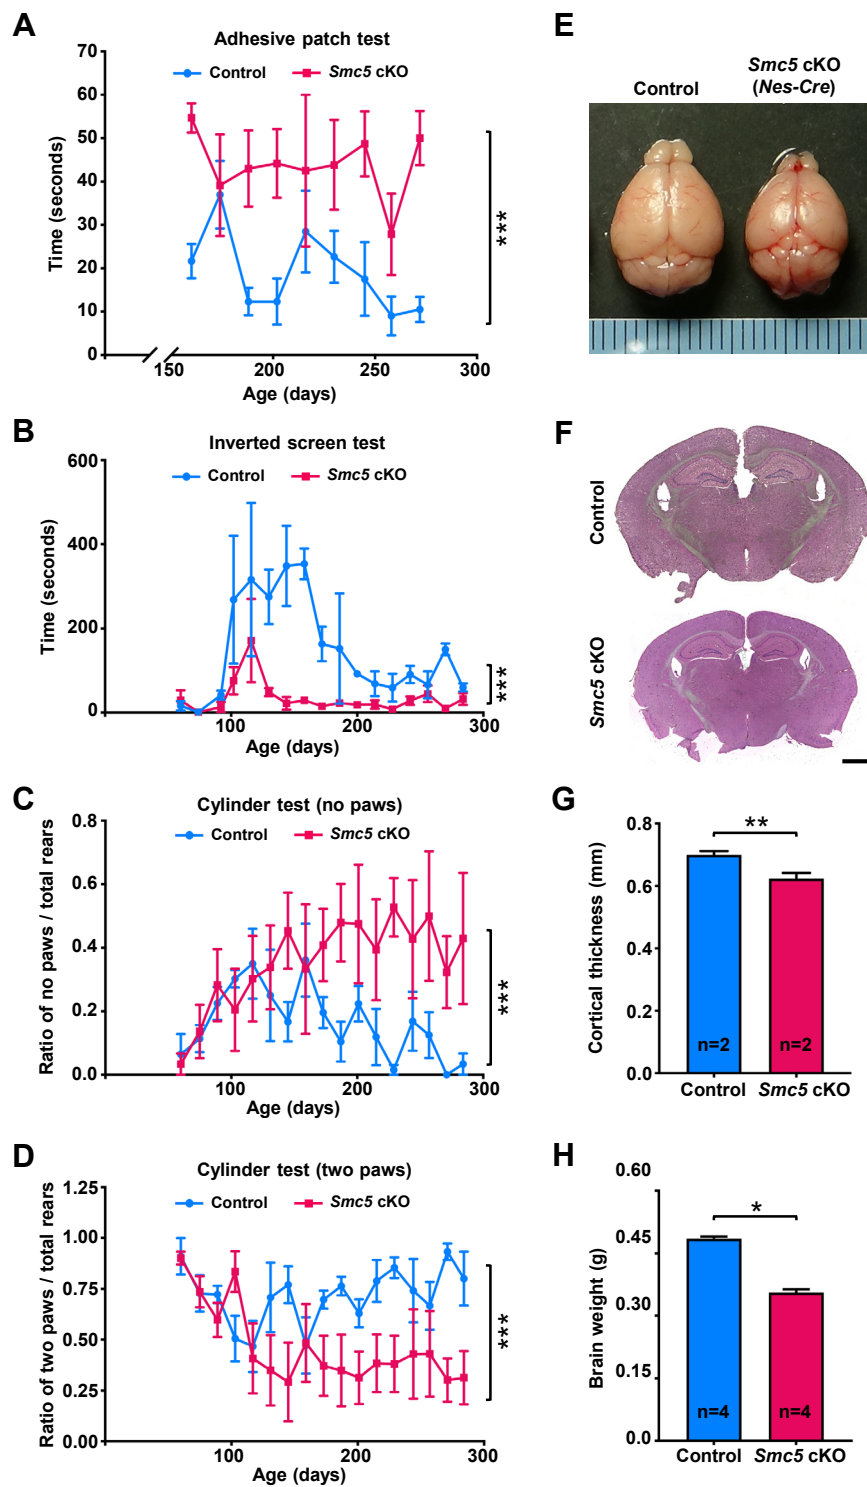 A
Adhesive patch test
Control
Smc5 cKO
70
60
50
40
30
20
10
0
Time (seconds)
***
150
200
250
300
Age (days)
B
Inverted screen test
Control
Smc5 cKO
600
400
200
0
Time (seconds)
***
100
200
300
Age (days)
C
Cylinder test (no paws)
Control
Smc5 cKO
0.8
0.6
0.4
0.2
0.0
Ratio of no paws / total rears
***
100
200
300
Age (days)
D
Cylinder test (two paws)
Control
Smc5 cKO
1.25
1.00
0.75
0.50
0.25
0.00
Ratio of two paws / total rears
***
100
200
300
Age (days)
E
Control
Smc5 cKO
(Nes-Cre)
F
Control
Smc5 cKO
G
0.8
0.6
0.4
0.2
0.0
Cortical thickness (mm)
**
n=2
n=2
Control
Smc5 cKO
H
0.60
0.45
0.30
0.15
0.0
Brain weight (g)
*
n=4
n=4
Control
Smc5 cKO